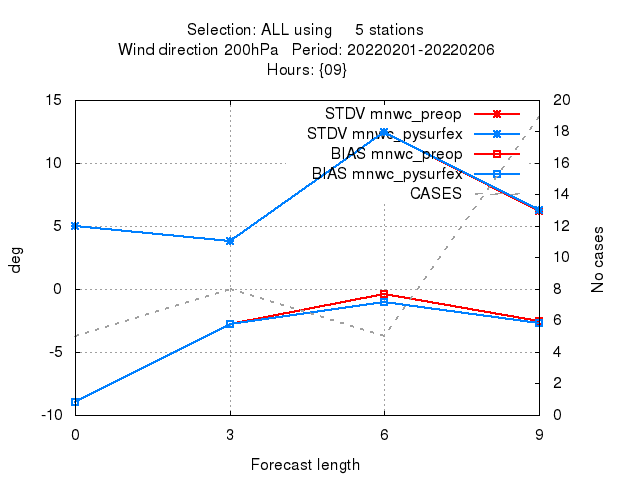 Selection: ALL using 5 stations
Wind direction 200hPa Period: 20220201-20220206
Hours: {09}
15
10
5
0
-5
-10
deg
STDV mnwc_preop
STDV mnwc_pysurfex
BIAS mnwc_preop
BIAS mnwc_pysurfex
CASES
20
18
16
14
12
10
8
6
4
2
0
No cases
0 3 6 9
Forecast length